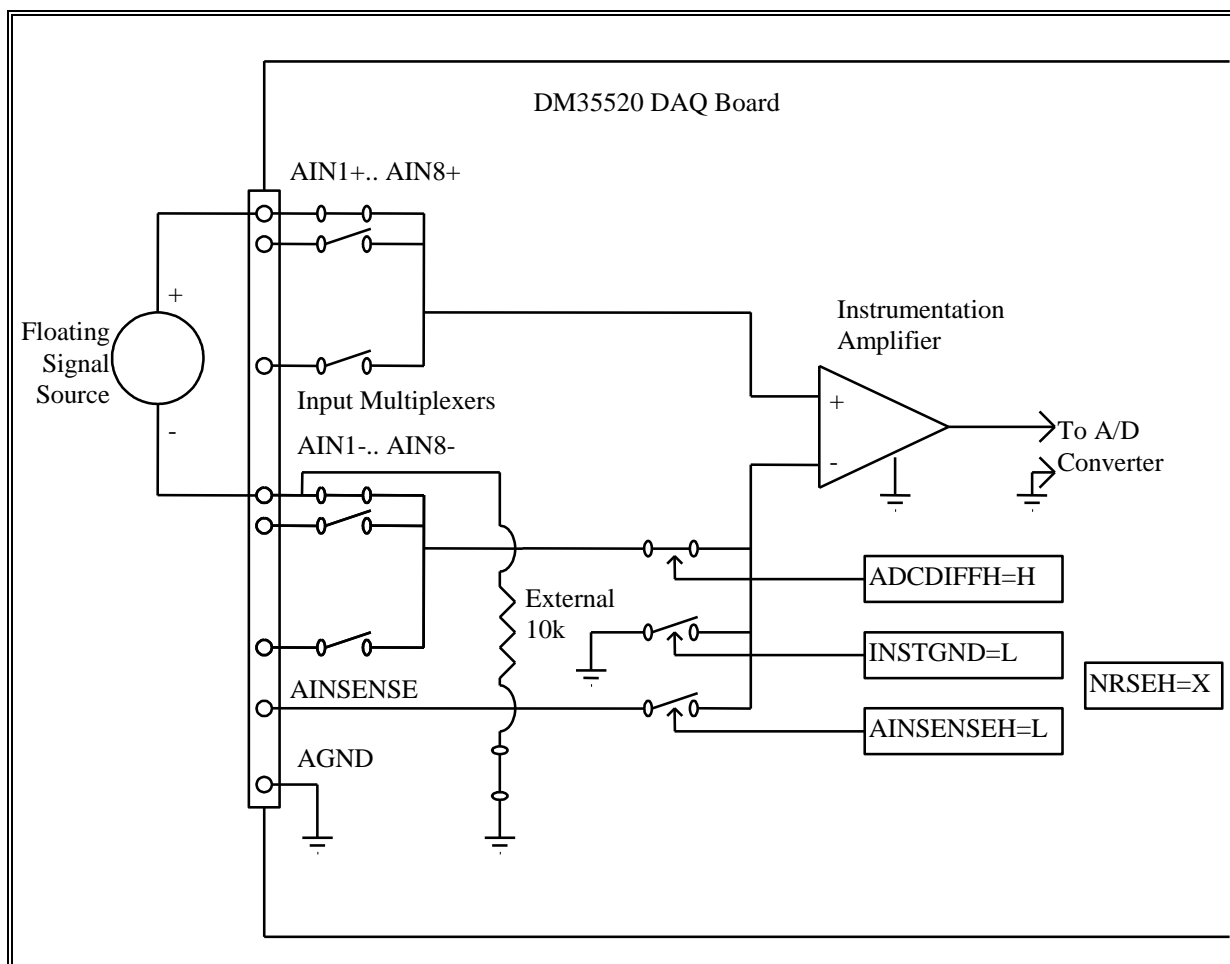 DM35520 DAQ Board
AIN1+.. AIN8+
+
Floating
Signal
Source
-
Instrumentation
Amplifier
Input Multiplexers
+
-
To A/D
Converter
AIN1-.. AIN8-
ADCDIFFH=H
External
10k
INSTGND=L
NRSEH=X
AINSENSE
AINSENSEH=L
AGND